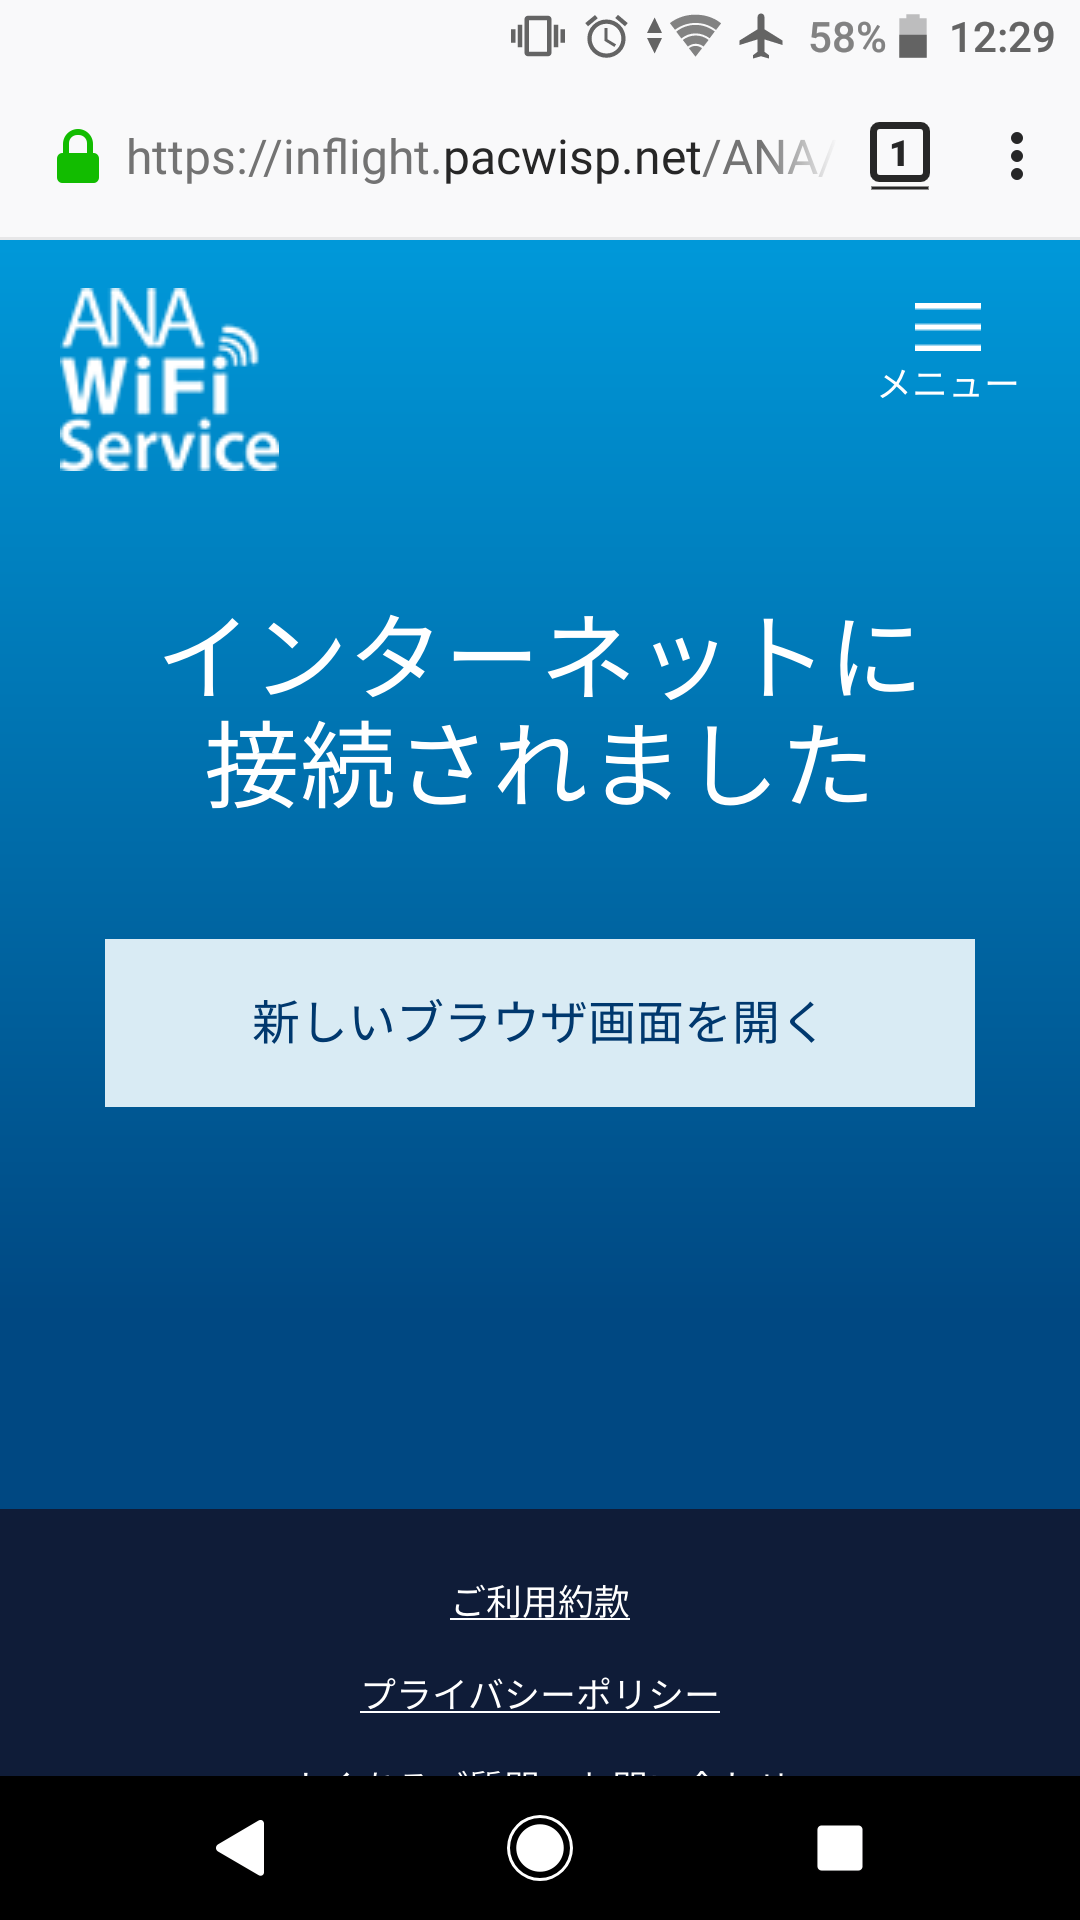 58% 12:29
https://inflight.pacwisp.net/ANA/
1
ANA
WiFi
Service
メニュー
インターネットに
接続されました
新しいブラウザ画面を開く
ご利用約款
プライバシーポリシー